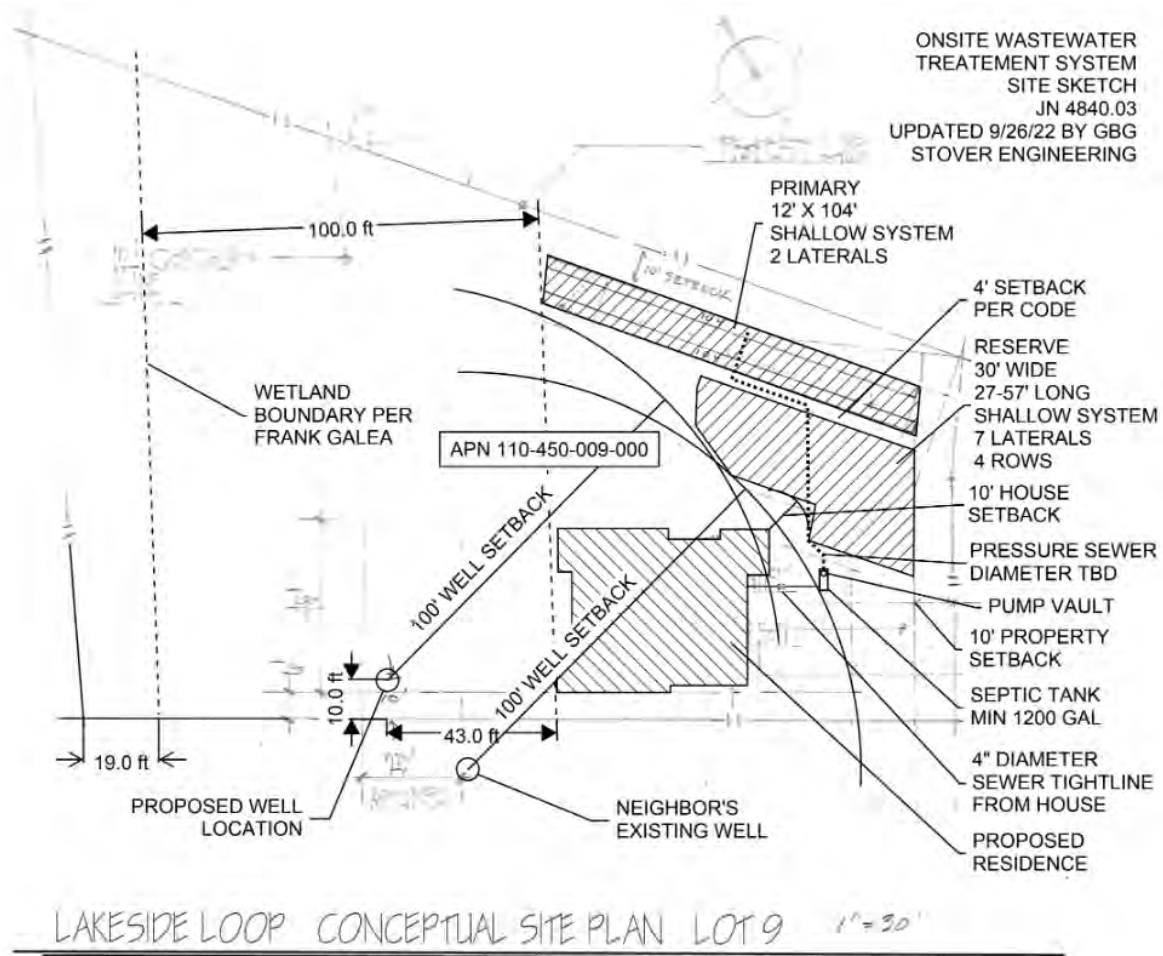 ONSITE WASTEWATER
TREATEMENT SYSTEM
SITE SKETCH
JN 4840.03
UPDATED 9/26/22 BY GBG
STOVER ENGINEERING
PRIMARY
12' X 104'
SHALLOW SYSTEM
2 LATERALS
100.0 ft
10' SETBACK
4' SETBACK
PER CODE
RESERVE
30' WIDE
27-57' LONG
SHALLOW SYSTEM
7 LATERALS
4 ROWS
WETLAND
BOUNDARY PER
FRANK GALEA
APN 110-450-009-000
10' HOUSE
SETBACK
PRESSURE SEWER
DIAMETER TBD
100' WELL SETBACK
100' WELL SETBACK
PUMP VAULT
10' PROPERTY
SETBACK
10.0 ft
SEPTIC TANK
MIN 1200 GAL
43.0 ft
19.0 ft
4" DIAMETER
SEWER TIGHTLINE
FROM HOUSE
PROPOSED WELL
LOCATION
NEIGHBOR'S
EXISTING WELL
PROPOSED
RESIDENCE
LAKESIDE LOOP CONCEPTUAL SITE PLAN LOT 9 1"=30'